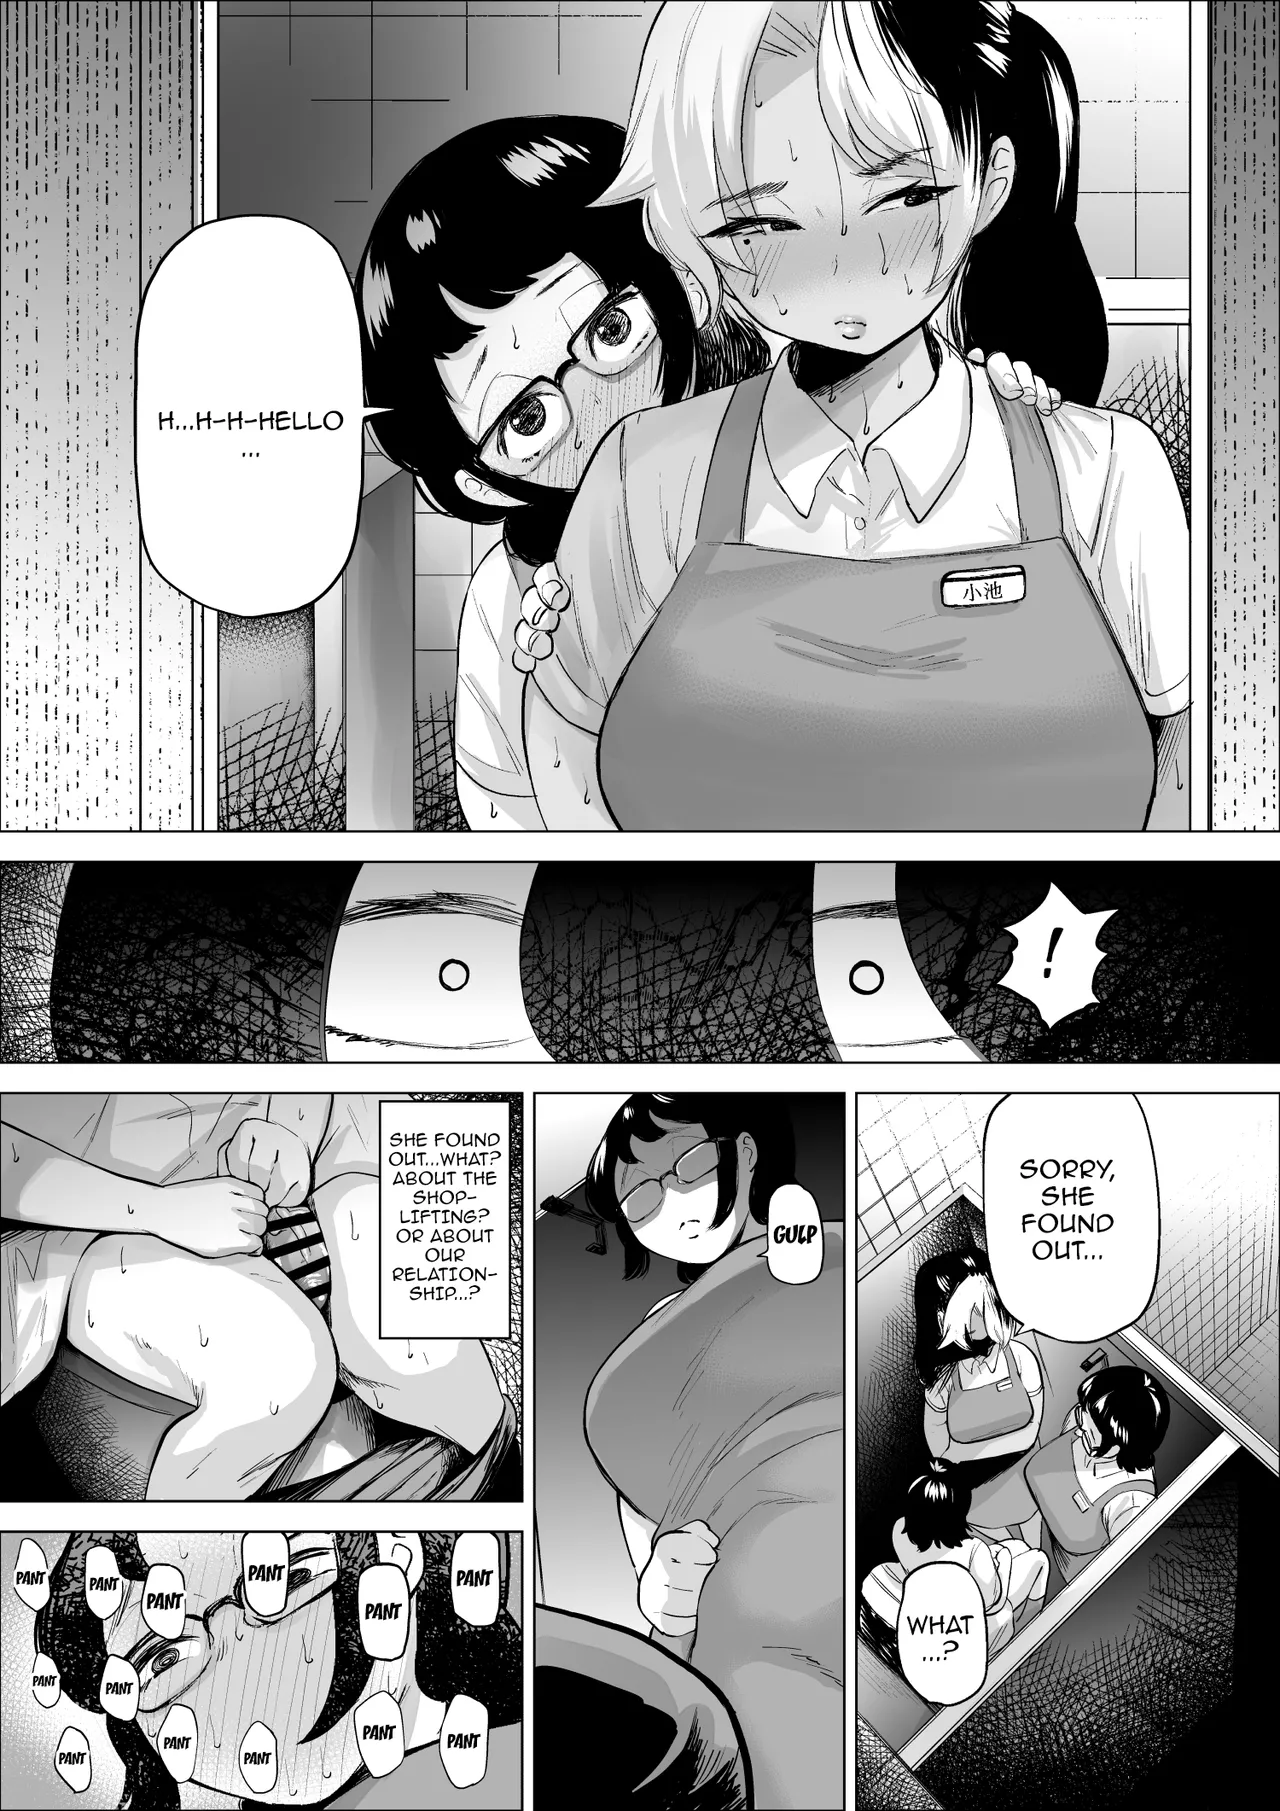 H...H-H-HELLO
...
小池
!
SORRY,
SHE
FOUND
OUT...
WHAT
...?
GULP
SHE FOUND
OUT...WHAT?
ABOUT THE
SHOP-
LIFTING?
OR ABOUT
OUR
RELATION-
SHIP...?
PANT
PANT
PANT
PANT
PANT
PANT
PANT
PANT
PANT
PANT
PANT
PANT
PANT